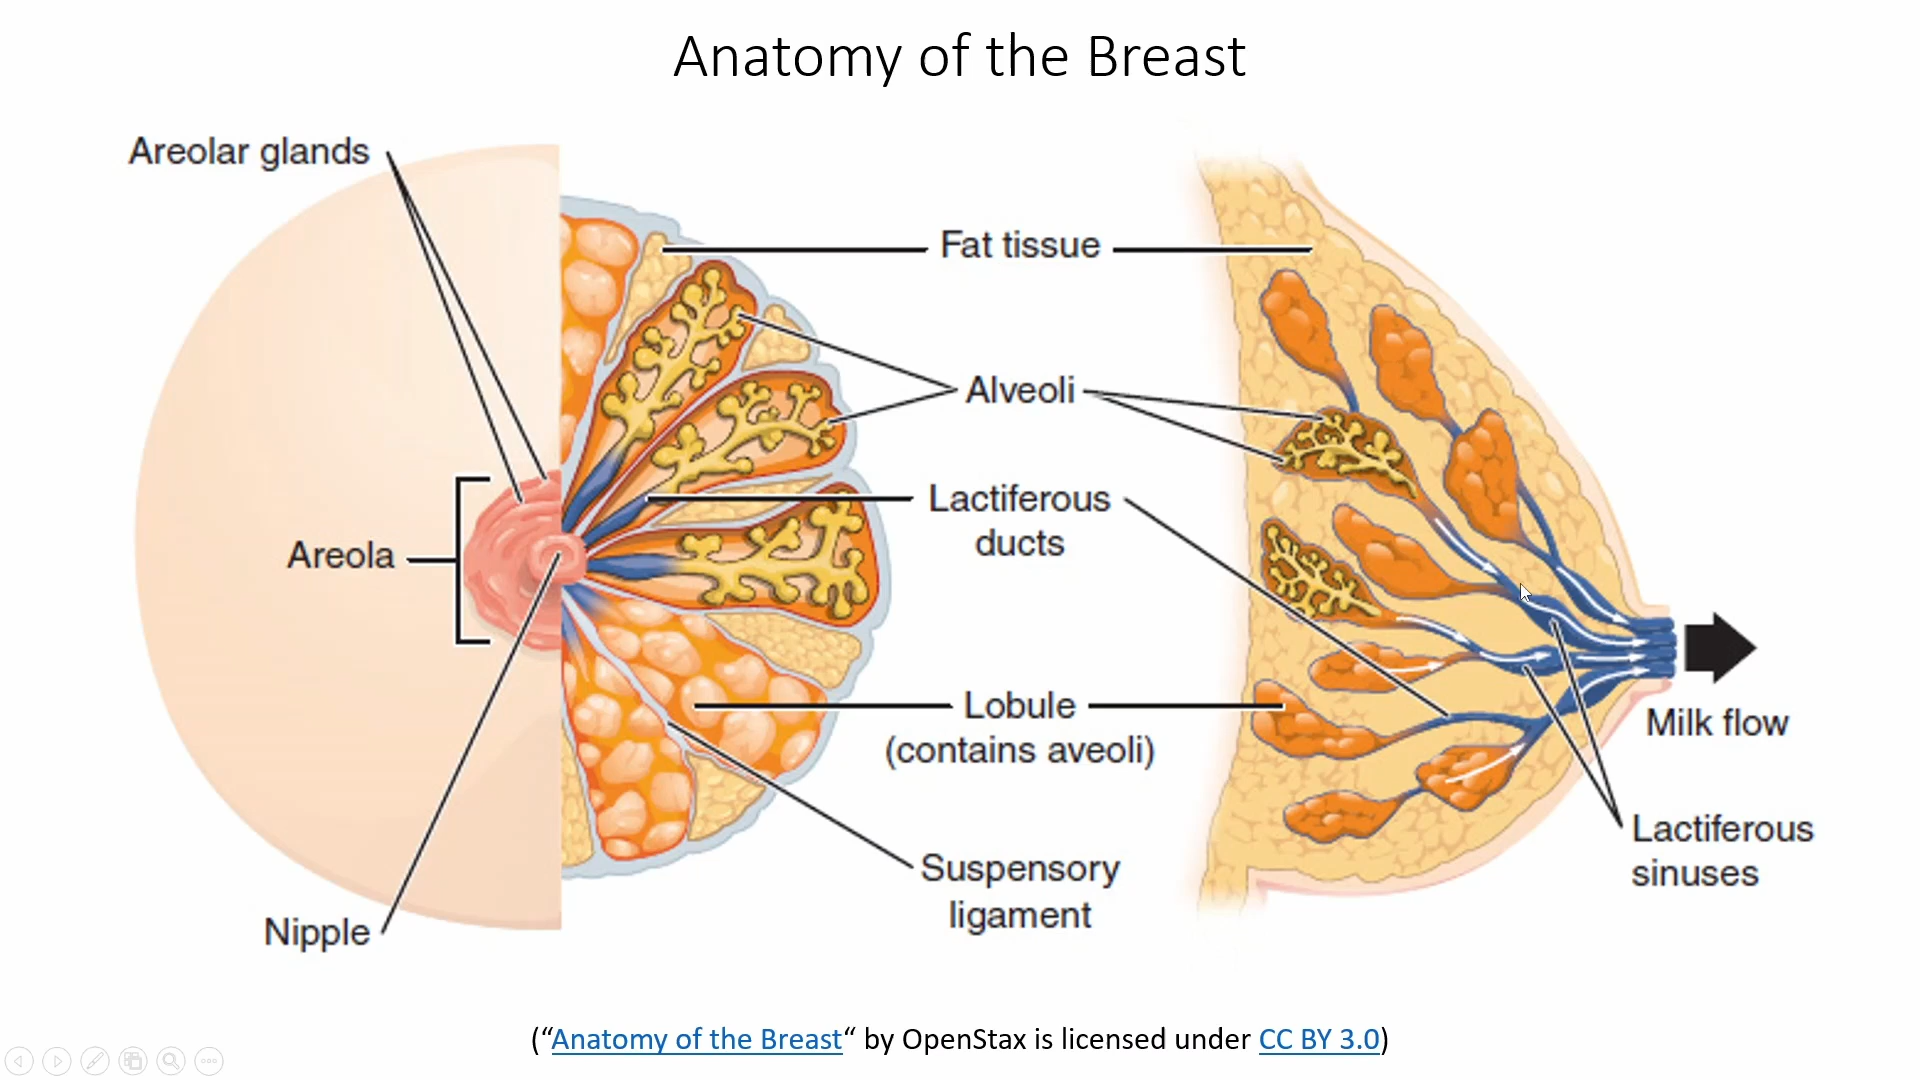 Anatomy of the Breast
Areolar glands
Fat tissue
Alveoli
Lactiferous
ducts
Areola
Lobule
(contains aveoli)
Milk flow
Lactiferous
sinuses
Suspensory
ligament
Nipple
(“Anatomy of the Breast“ by OpenStax is licensed under CC BY 3.0)